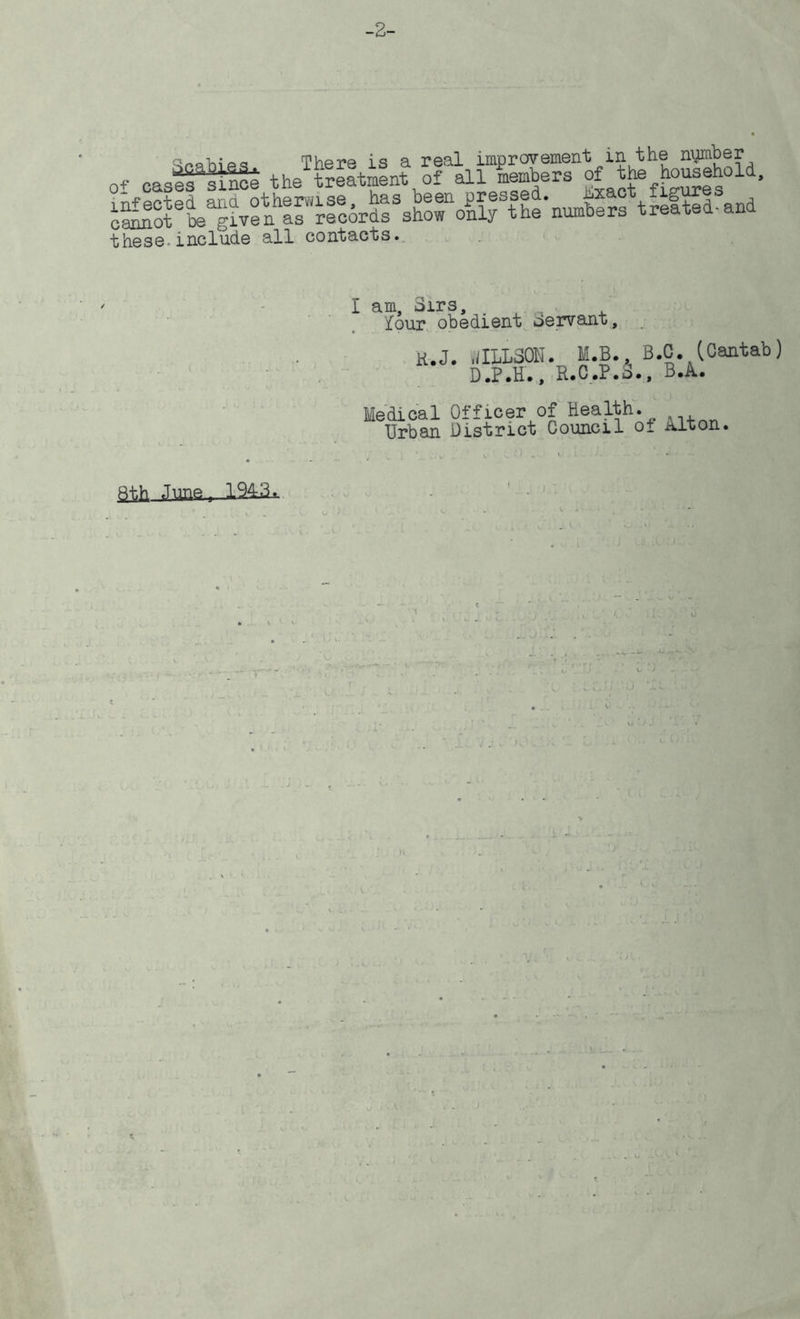 -2-
Scabies. There is a real improvement in the number
of cases since the treatment of all members of the household,
infected and otherwise, has been pressed. Exact figures
cannot be given as records show only the numbers treated and
these include all contacts.
I am, Sirs,
Your obedient Servant,
R.J. WILLSON. M.B., B.C. (Cantab)
D.P.H., R.C.P.S., B.A.
Medical Officer of Health.
Urban District Council of Alton.
8th June, 1943.